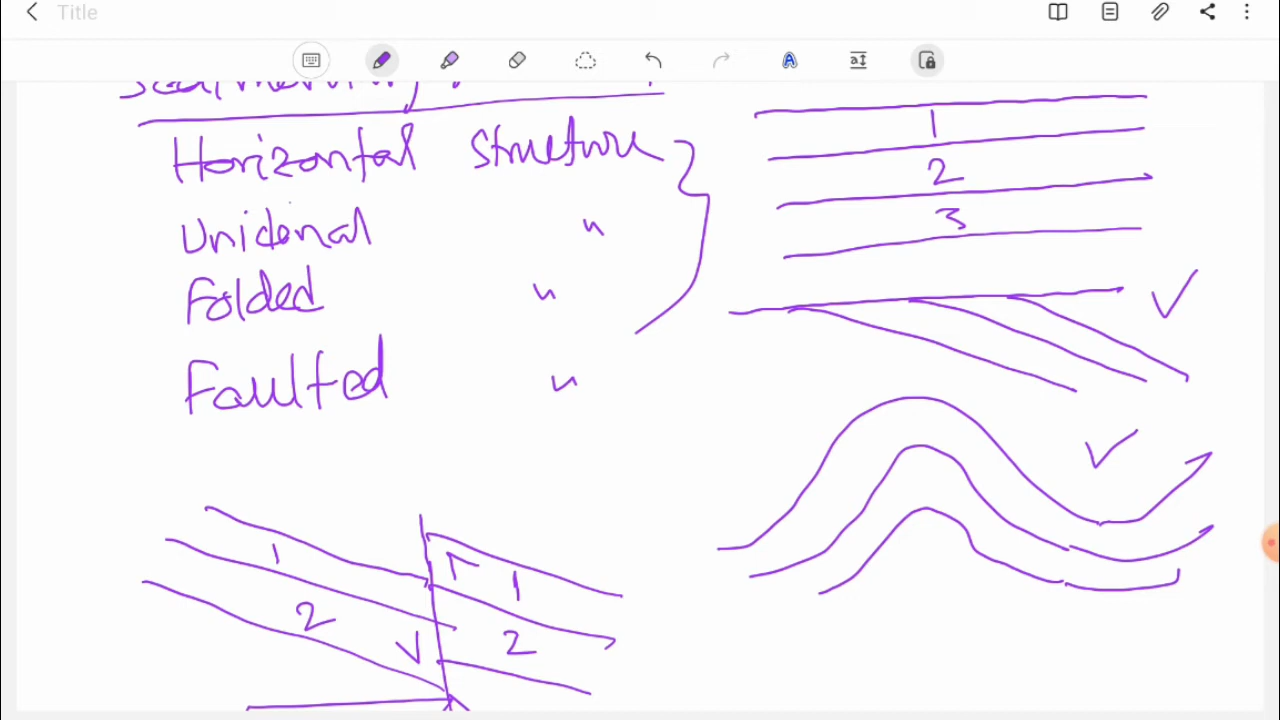 Title
Horizontal structure
Unidenal "
Folded "
Faulted "
1
2
3
1
2
1
2